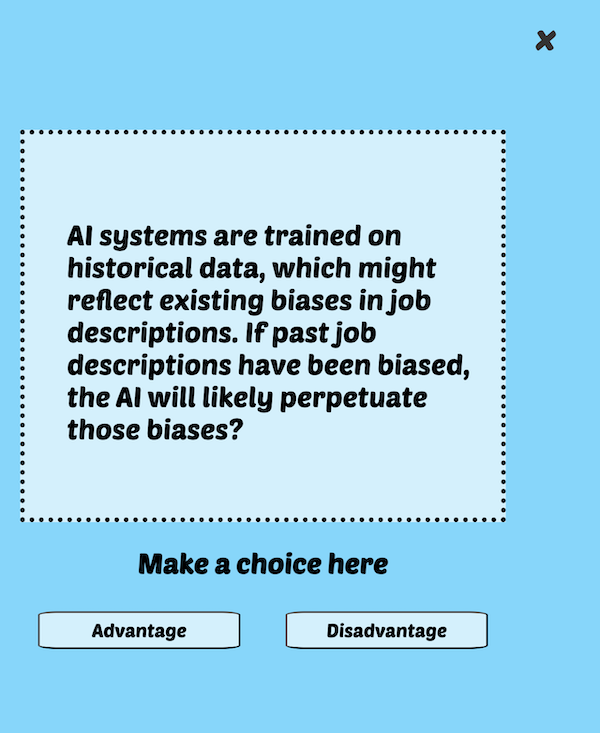 AI systems are trained on
historical data, which might
reflect existing biases in job
descriptions. If past job
descriptions have been biased,
the AI will likely perpetuate
those biases?
Make a choice here
Advantage
Disadvantage